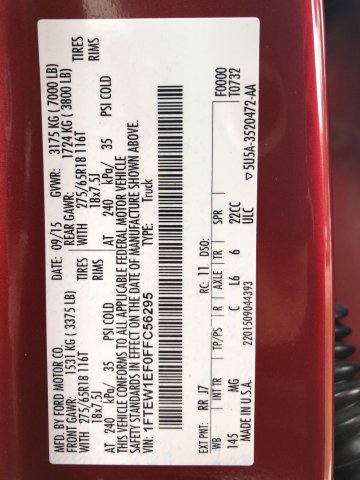 MFD. BY FORD MOTOR CO.
DATE: 09/15 GVWR: 3175 KG ( 7000 LB)
FRONT GAWR: 1531 KG ( 3375 LB) REAR GAWR: 1724 KG ( 3800 LB)
WITH 275/65R18 116T TIRES WITH 275/65R18 116T TIRES
18x7.5J RIMS 18x7.5J RIMS
AT 240 kPa/ 35 PSI COLD AT 240 kPa/ 35 PSI COLD
THIS VEHICLE CONFORMS TO ALL APPLICABLE FEDERAL MOTOR VEHICLE
SAFETY STANDARDS IN EFFECT ON THE DATE OF MANUFACTURE SHOWN ABOVE.
VIN: 1FTEW1EF0FFC56295 TYPE: Truck
F0000
T0732
EXT PNT: RR J7 RC: 11 DSO:
WB INT TR TP/PS R AXLE TR SPR
145 MG C L6 6 22CC
MADE IN U.S.A. ULC
2201509044393
▽5U5A-3520472-AA